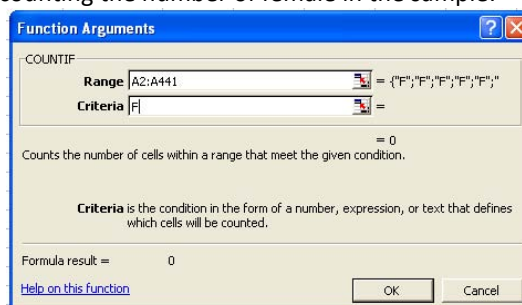 counting the number of female in the sample.
Function Arguments
COUNTIF
Range A2:A441 = {"F";"F";"F";"F";"F";"
Criteria F =
= 0
Counts the number of cells within a range that meet the given condition.
Criteria is the condition in the form of a number, expression, or text that defines
which cells will be counted.
Formula result = 0
Help on this function OK Cancel